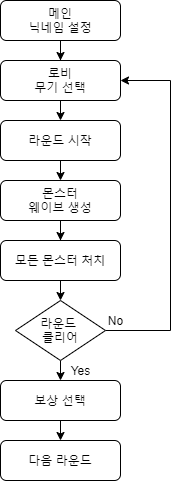 메인
닉네임 설정
로비
무기 선택
라운드 시작
몬스터
웨이브 생성
모든 몬스터 처치
라운드
클리어
No
Yes
보상 선택
다음 라운드